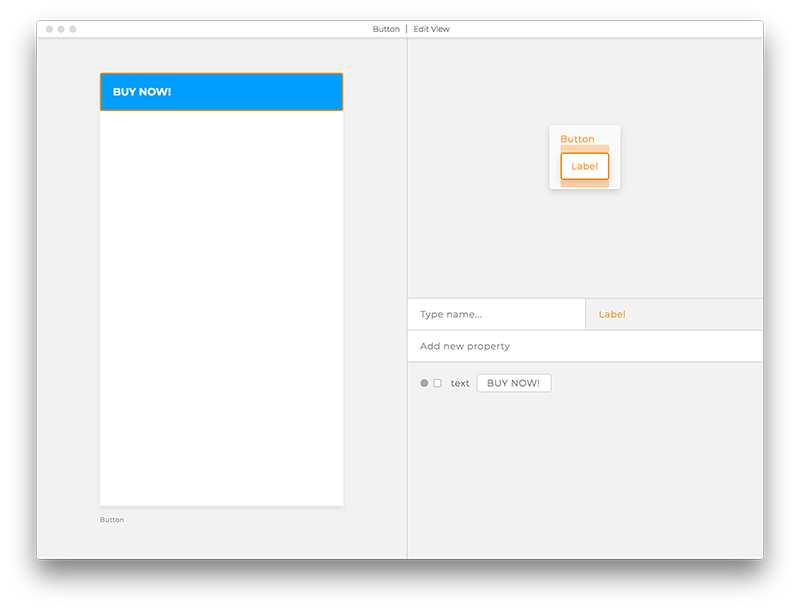 Button | Edit View
BUY NOW!
Button
Button
Label
Type name...
Label
Add new property
text
BUY NOW!